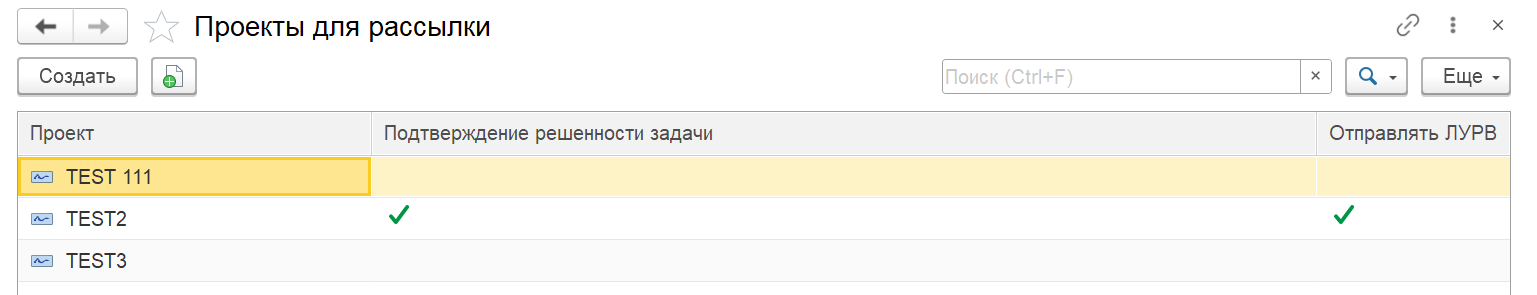 Проекты для рассылки
Создать
Поиск (Ctrl+F)
×
Еще
Проект Подтверждение решенности задачи Отправлять ЛУРВ
TEST 111
TEST2
TEST3